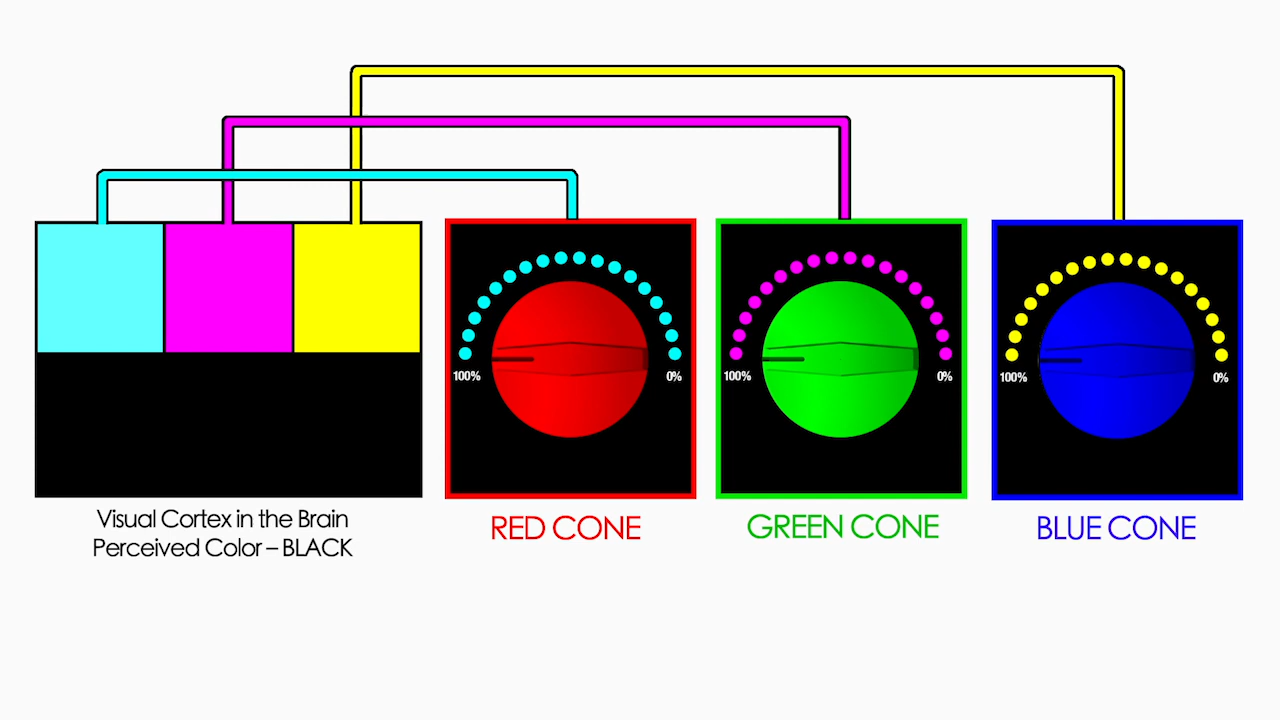 100%
0%
100%
0%
100%
0%
Visual Cortex in the Brain
Perceived Color – BLACK
RED CONE
GREEN CONE
BLUE CONE